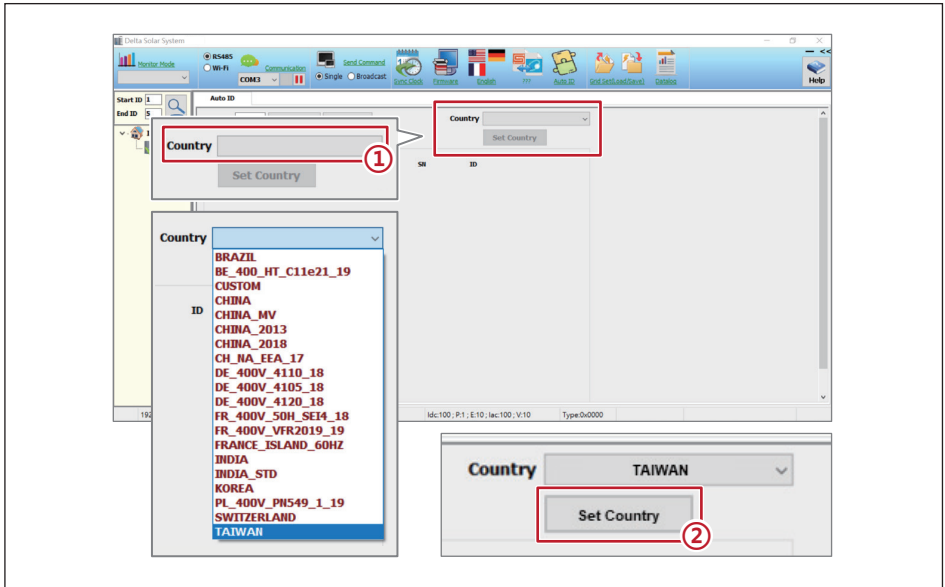 Delta Solar System
Monitor Mode
RS485
Wi-Fi
Communication
COM3
Send Command
Single Broadcast
Sync Clock
Firmware
English
???
Auto ID
Grid Set(Load/Save)
Datalog
<<
Help
Start ID 1
End ID 5
Auto ID
Country
Set Country
SN ID
1
Country
①
Set Country
Country
BRAZIL
BE_400_HT_C11e21_19
CUSTOM
CHINA
CHINA_MV
CHINA_2013
CHINA_2018
CH_NA_EEA_17
DE_400V_4110_18
DE_400V_4105_18
DE_400V_4120_18
FR_400V_50H_SEI4_18
FR_400V_VFR2019_19
FRANCE_ISLAND_60HZ
INDIA
INDIA_STD
KOREA
PL_400V_PN549_1_19
SWITZERLAND
TAIWAN
ID
192
Idc:100 ; P:1 ; E:10 ; Iac:100 ; V:10 Type:0x0000
Country TAIWAN
Set Country
②